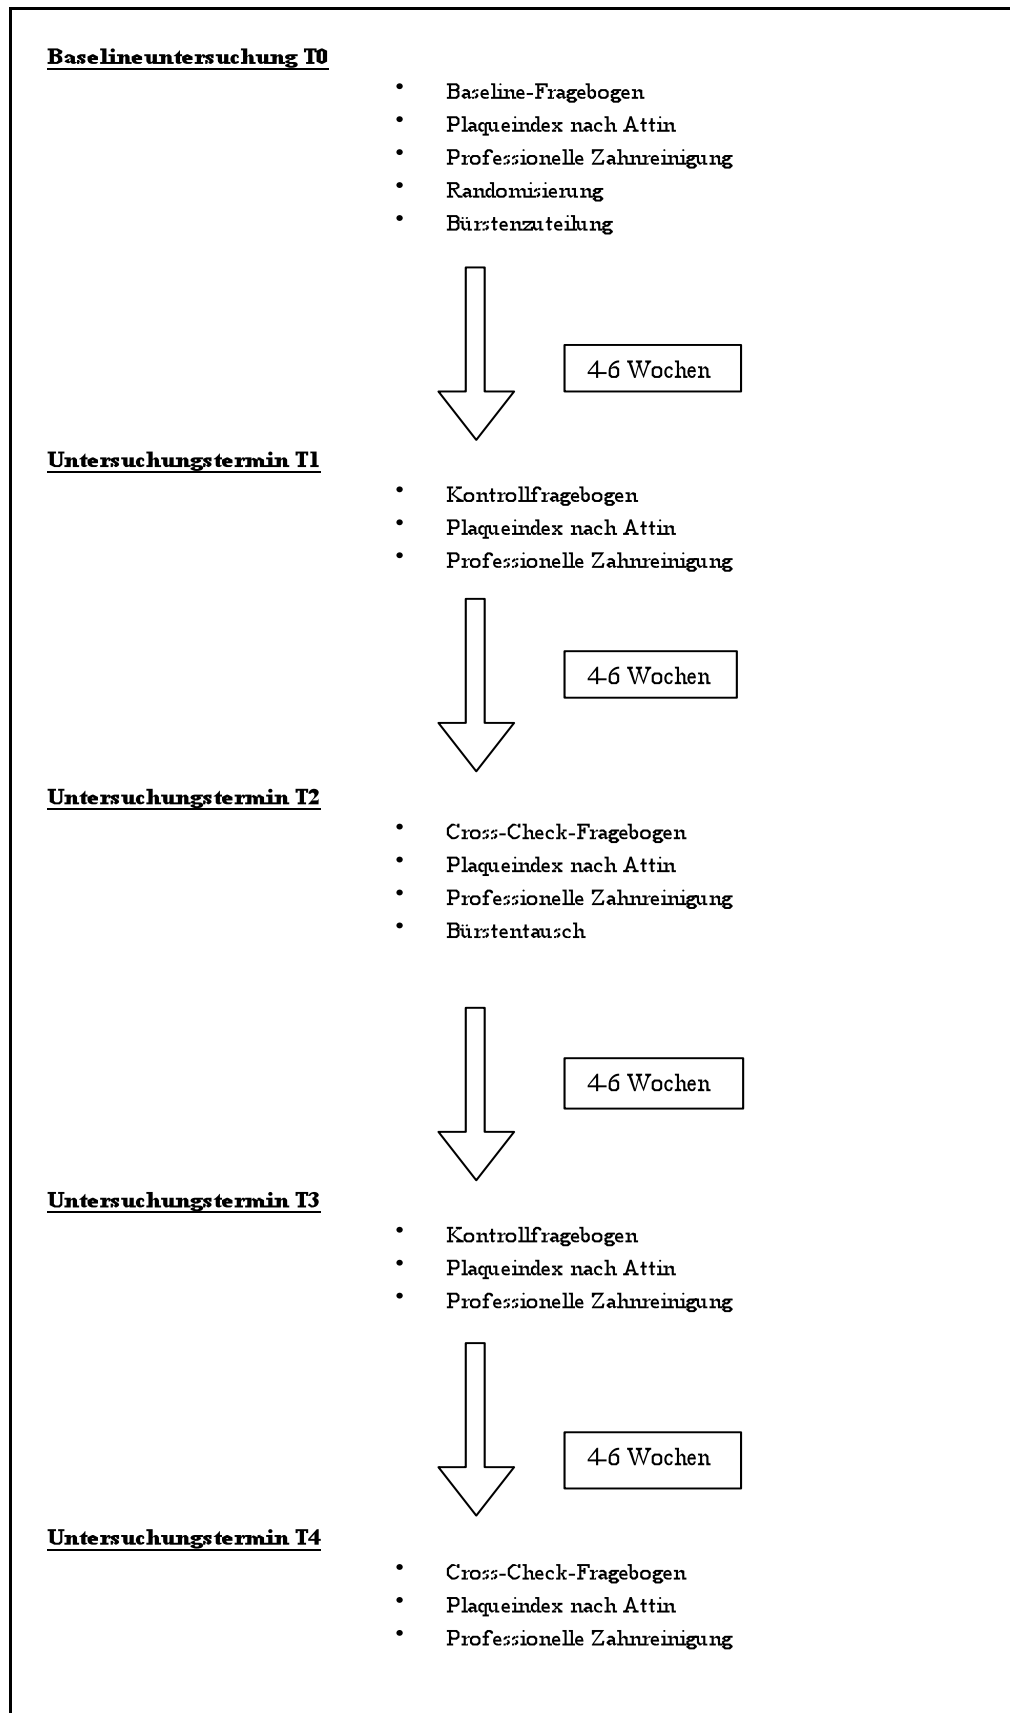 Baselineuntersuchung T0
• Baseline-Fragebogen
• Plaqueindex nach Attin
• Professionelle Zahnreinigung
• Randomisierung
• Bürstenzuteilung
4-6 Wochen
Untersuchungstermin T1
• Kontrollfragebogen
• Plaqueindex nach Attin
• Professionelle Zahnreinigung
4-6 Wochen
Untersuchungstermin T2
• Cross-Check-Fragebogen
• Plaqueindex nach Attin
• Professionelle Zahnreinigung
• Bürstentausch
4-6 Wochen
Untersuchungstermin T3
• Kontrollfragebogen
• Plaqueindex nach Attin
• Professionelle Zahnreinigung
4-6 Wochen
Untersuchungstermin T4
• Cross-Check-Fragebogen
• Plaqueindex nach Attin
• Professionelle Zahnreinigung